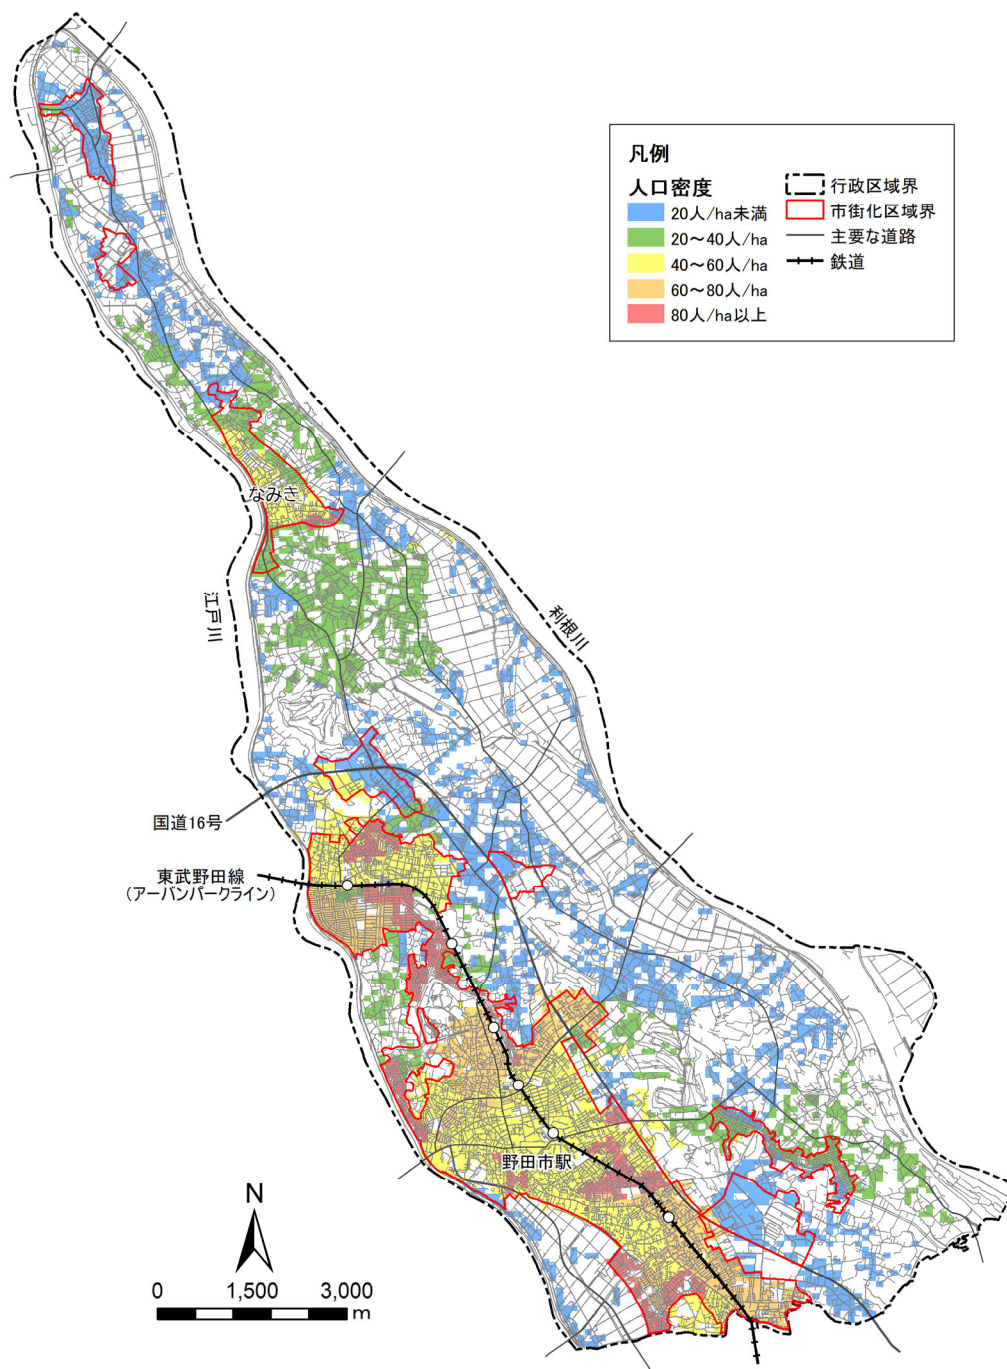 凡例
人口密度
20人/ha未満
20～40人/ha
40～60人/ha
60～80人/ha
80人/ha以上
行政区域界
市街化区域界
主要な道路
鉄道
なみき
江戸川
利根川
国道16号
東武野田線
(アーバンパークライン)
野田市駅
N
0 1,500 3,000
m